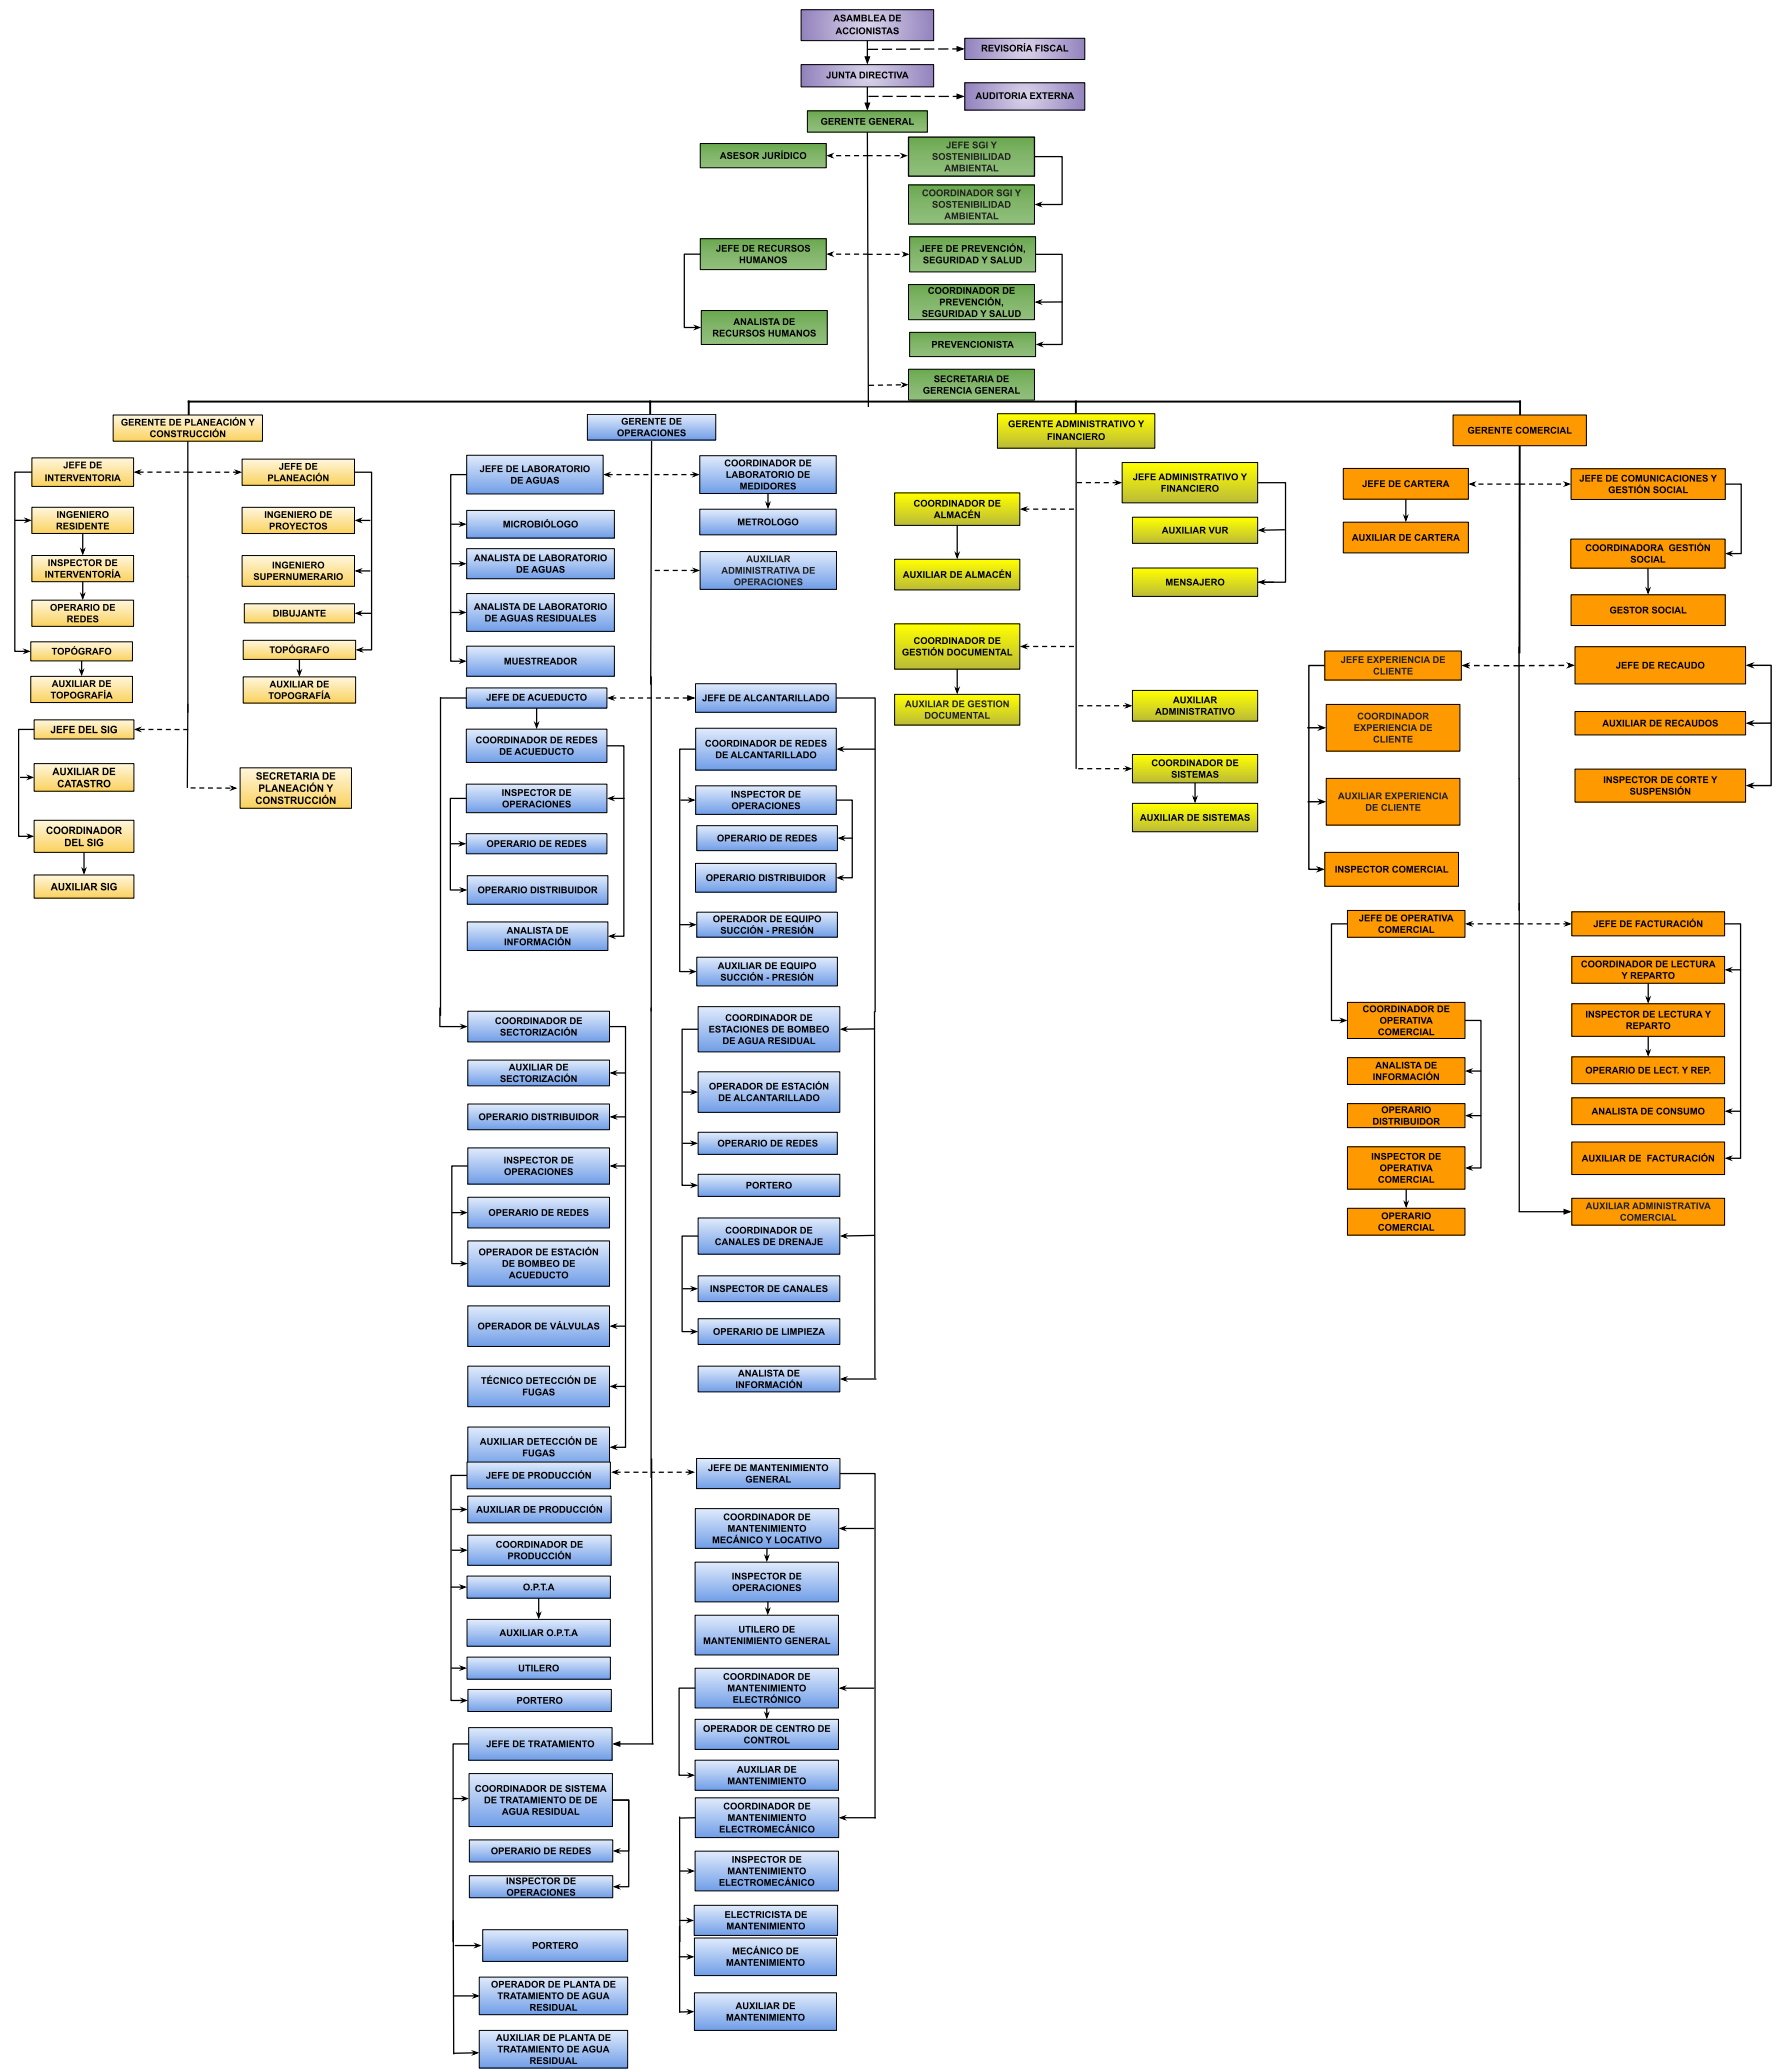 ASAMBLEA DE
ACCIONISTAS
REVISORÍA FISCAL
JUNTA DIRECTIVA
AUDITORIA EXTERNA
GERENTE GENERAL
ASESOR JURÍDICO
JEFE SGI Y
SOSTENIBILIDAD
AMBIENTAL
COORDINADOR SGI Y
SOSTENIBILIDAD
AMBIENTAL
JEFE DE RECURSOS
HUMANOS
JEFE DE PREVENCIÓN,
SEGURIDAD Y SALUD
COORDINADOR DE
PREVENCIÓN,
SEGURIDAD Y SALUD
ANALISTA DE
RECURSOS HUMANOS
PREVENCIONISTA
SECRETARIA DE
GERENCIA GENERAL
GERENTE DE PLANEACIÓN Y
CONSTRUCCIÓN
JEFE DE
INTERVENTORIA
JEFE DE
PLANEACIÓN
INGENIERO
RESIDENTE
INGENIERO DE
PROYECTOS
INSPECTOR DE
INTERVENTORÍA
INGENIERO
SUPERNUMERARIO
OPERARIO DE
REDES
DIBUJANTE
TOPÓGRAFO
TOPÓGRAFO
AUXILIAR DE
TOPOGRAFÍA
AUXILIAR DE
TOPOGRAFÍA
JEFE DEL SIG
AUXILIAR DE
CATASTRO
SECRETARIA DE
PLANEACIÓN Y
CONSTRUCCIÓN
COORDINADOR
DEL SIG
AUXILIAR SIG
GERENTE DE
OPERACIONES
JEFE DE LABORATORIO
DE AGUAS
COORDINADOR DE
LABORATORIO DE
MEDIDORES
MICROBIÓLOGO
METROLOGO
ANALISTA DE LABORATORIO
DE AGUAS
AUXILIAR
ADMINISTRATIVA DE
OPERACIONES
ANALISTA DE LABORATORIO
DE AGUAS RESIDUALES
MUESTREADOR
JEFE DE ACUEDUCTO
JEFE DE ALCANTARILLADO
COORDINADOR DE REDES
DE ACUEDUCTO
COORDINADOR DE REDES
DE ALCANTARILLADO
INSPECTOR DE
OPERACIONES
INSPECTOR DE
OPERACIONES
OPERARIO DE REDES
OPERARIO DE REDES
OPERARIO DISTRIBUIDOR
OPERARIO DISTRIBUIDOR
ANALISTA DE
INFORMACIÓN
OPERADOR DE EQUIPO
SUCCIÓN - PRESIÓN
AUXILIAR DE EQUIPO
SUCCIÓN - PRESIÓN
COORDINADOR DE
SECTORIZACIÓN
COORDINADOR DE
ESTACIONES DE BOMBEO
DE AGUA RESIDUAL
AUXILIAR DE
SECTORIZACIÓN
OPERADOR DE ESTACIÓN
DE ALCANTARILLADO
OPERARIO DISTRIBUIDOR
OPERARIO DE REDES
INSPECTOR DE
OPERACIONES
PORTERO
OPERARIO DE REDES
COORDINADOR DE
CANALES DE DRENAJE
OPERADOR DE ESTACIÓN
DE BOMBEO DE
ACUEDUCTO
INSPECTOR DE CANALES
OPERADOR DE VÁLVULAS
OPERARIO DE LIMPIEZA
TÉCNICO DETECCIÓN DE
FUGAS
ANALISTA DE
INFORMACIÓN
AUXILIAR DETECCIÓN DE
FUGAS
JEFE DE PRODUCCIÓN
JEFE DE MANTENIMIENTO
GENERAL
AUXILIAR DE PRODUCCIÓN
COORDINADOR DE
MANTENIMIENTO
MECÁNICO Y LOCATIVO
COORDINADOR DE
PRODUCCIÓN
O.P.T.A
INSPECTOR DE
OPERACIONES
AUXILIAR O.P.T.A
UTILERO DE
MANTENIMIENTO GENERAL
UTILERO
COORDINADOR DE
MANTENIMIENTO
ELECTRÓNICO
PORTERO
OPERADOR DE CENTRO DE
CONTROL
JEFE DE TRATAMIENTO
AUXILIAR DE
MANTENIMIENTO
COORDINADOR DE SISTEMA
DE TRATAMIENTO DE DE
AGUA RESIDUAL
COORDINADOR DE
MANTENIMIENTO
ELECTROMECÁNICO
OPERARIO DE REDES
INSPECTOR DE
MANTENIMIENTO
ELECTROMECÁNICO
INSPECTOR DE
OPERACIONES
ELECTRICISTA DE
MANTENIMIENTO
PORTERO
MECÁNICO DE
MANTENIMIENTO
OPERADOR DE PLANTA DE
TRATAMIENTO DE AGUA
RESIDUAL
AUXILIAR DE
MANTENIMIENTO
AUXILIAR DE PLANTA DE
TRATAMIENTO DE AGUA
RESIDUAL
GERENTE ADMINISTRATIVO Y
FINANCIERO
JEFE ADMINISTRATIVO Y
FINANCIERO
COORDINADOR DE
ALMACÉN
AUXILIAR VUR
AUXILIAR DE ALMACÉN
MENSAJERO
COORDINADOR DE
GESTIÓN DOCUMENTAL
AUXILIAR DE GESTION
DOCUMENTAL
AUXILIAR
ADMINISTRATIVO
COORDINADOR DE
SISTEMAS
AUXILIAR DE SISTEMAS
GERENTE COMERCIAL
JEFE DE CARTERA
JEFE DE COMUNICACIONES Y
GESTIÓN SOCIAL
AUXILIAR DE CARTERA
COORDINADORA GESTIÓN
SOCIAL
GESTOR SOCIAL
JEFE EXPERIENCIA DE
CLIENTE
JEFE DE RECAUDO
COORDINADOR
EXPERIENCIA DE
CLIENTE
AUXILIAR DE RECAUDOS
AUXILIAR EXPERIENCIA
DE CLIENTE
INSPECTOR DE CORTE Y
SUSPENSIÓN
INSPECTOR COMERCIAL
JEFE DE OPERATIVA
COMERCIAL
JEFE DE FACTURACIÓN
COORDINADOR DE LECTURA
Y REPARTO
COORDINADOR DE
OPERATIVA
COMERCIAL
INSPECTOR DE LECTURA Y
REPARTO
ANALISTA DE
INFORMACIÓN
OPERARIO DE LECT. Y REP.
OPERARIO
DISTRIBUIDOR
ANALISTA DE CONSUMO
INSPECTOR DE
OPERATIVA
COMERCIAL
AUXILIAR DE FACTURACIÓN
OPERARIO
COMERCIAL
AUXILIAR ADMINISTRATIVA
COMERCIAL